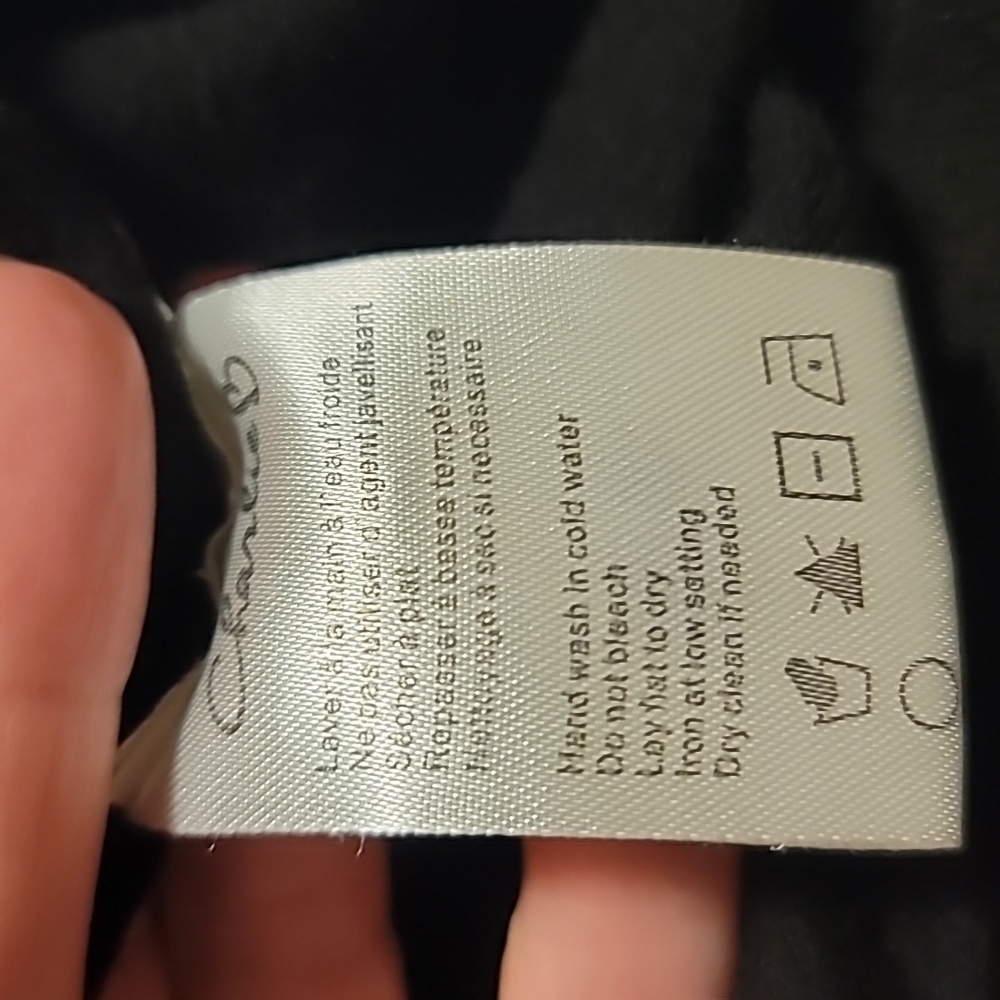 Laver à la main à l'eau froide
Ne pas utiliser d'agent javellisant
Sécher à plat
Repasser à basse température
Nettoyage à sec si nécessaire
Hand wash in cold water
Do not bleach
Lay flat to dry
Iron at low setting
Dry clean if needed